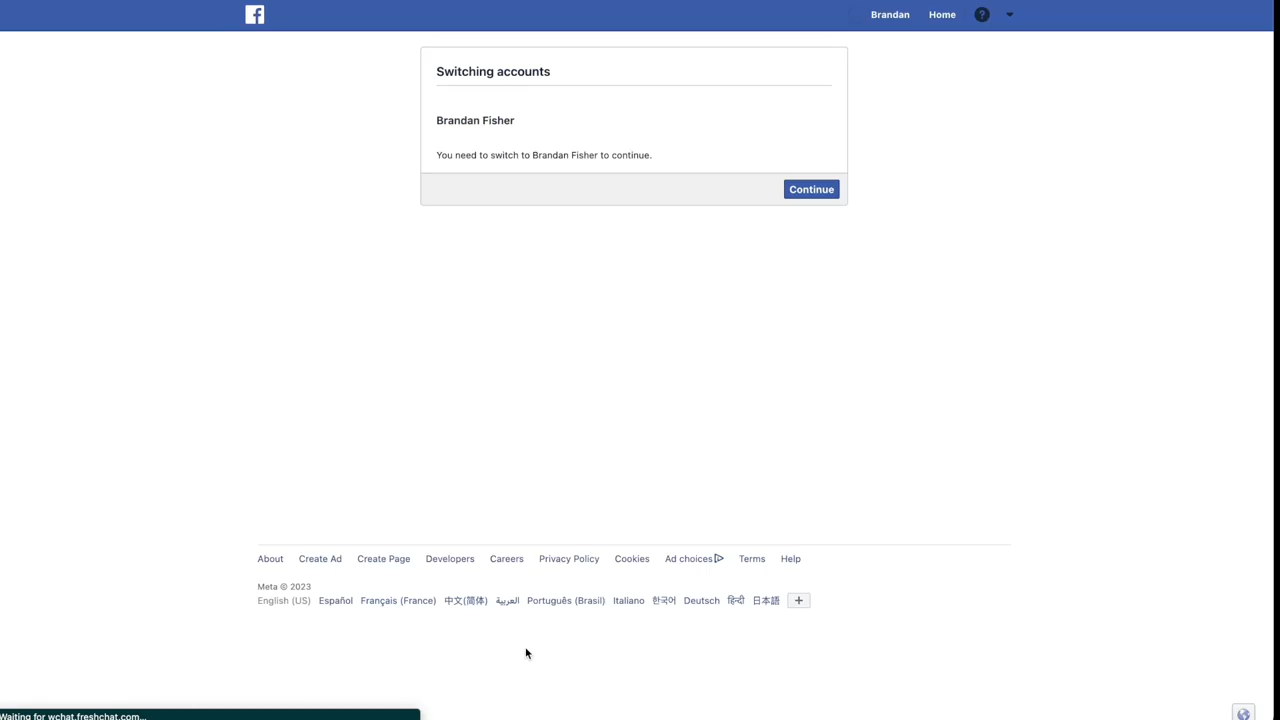 Brandan Home ?
Switching accounts
Brandan Fisher
You need to switch to Brandan Fisher to continue.
Continue
About Create Ad Create Page Developers Careers Privacy Policy Cookies Ad choices Terms Help
Meta © 2023
English (US) Español Français (France) 中文(简体) العربية Português (Brasil) Italiano 한국어 Deutsch हिन्दी 日本語 +
Waiting for wchat.freshchat.com...